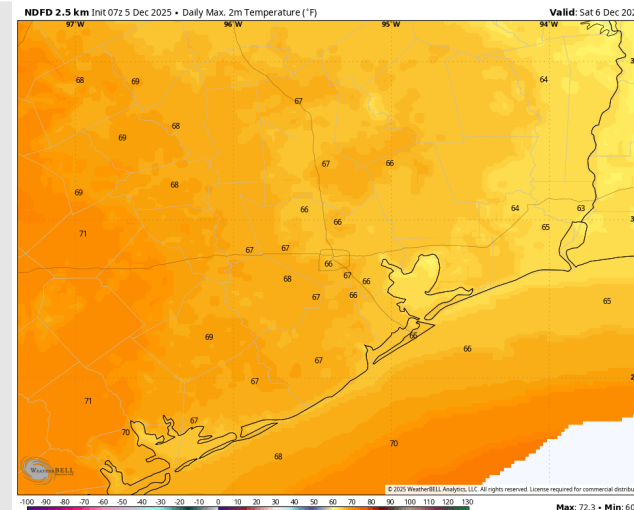 NDFD 2.5 km Init 07z 5 Dec 2025 • Daily Max. 2m Temperature (°F)
Valid: Sat 6 Dec 202
97°W 96°W 95°W 94°W
68 69 64
67
68
69
67 66
68
69
66 64 63
66 65
71
67 67
66
68 67 66
67 66
65
69 66
66
67
67
71
67
70
70
68
WEATHERBELL
© 2025 WeatherBELL Analytics, LLC. All rights reserved. License required for commercial distribu
-100 -90 -80 -70 -60 -50 -40 -30 -20 -10 0 10 20 30 40 50 60 70 80 90 100 110 120 130
Max: 72.3 • Min: 60